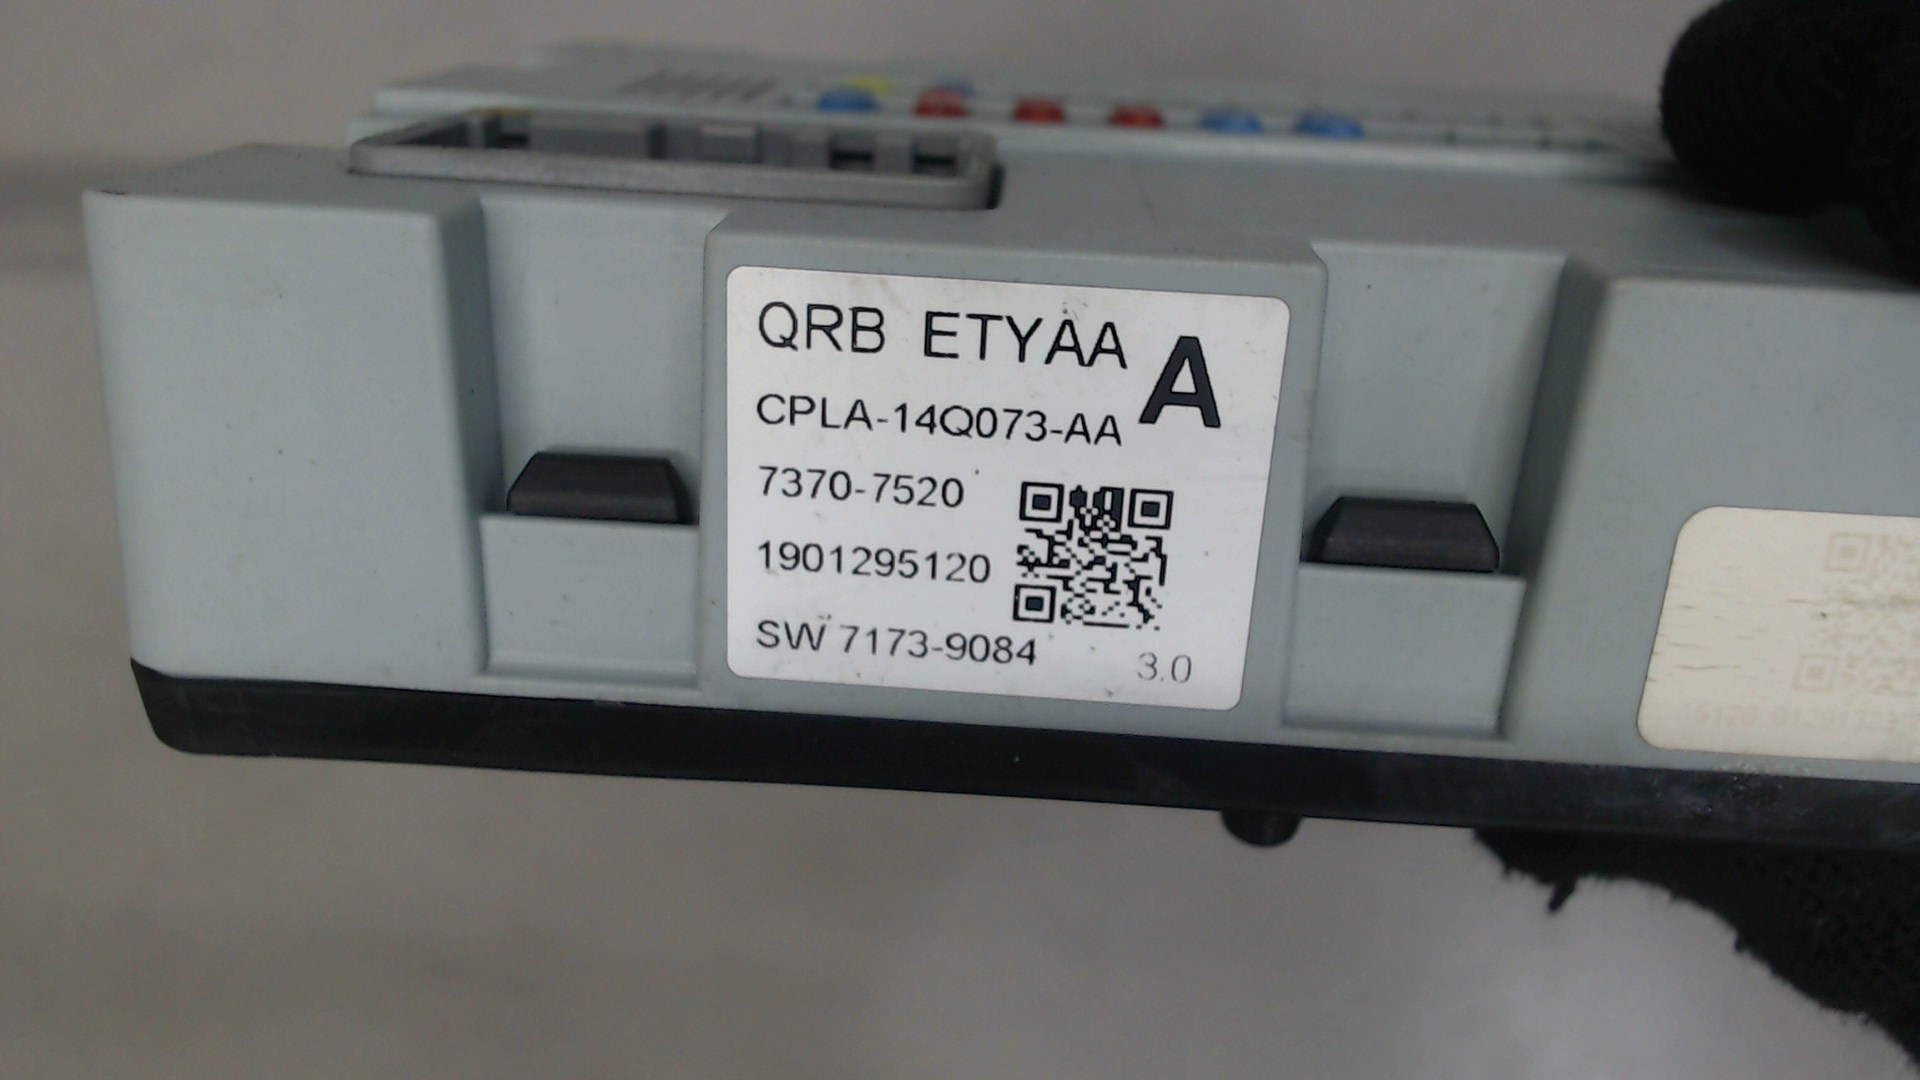 QRB ETYAA A
CPLA-14Q073-AA
7370-7520
1901295120
SW 7173-9084
3.0